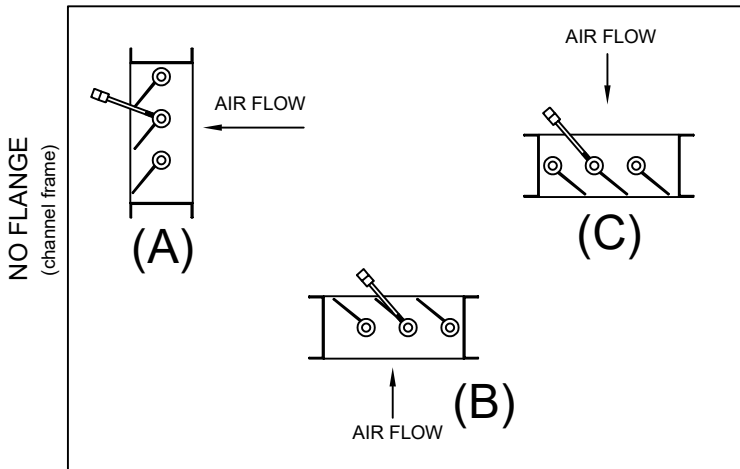 NO FLANGE
(channel frame)
AIR FLOW
(A)
AIR FLOW
(C)
(B)
AIR FLOW